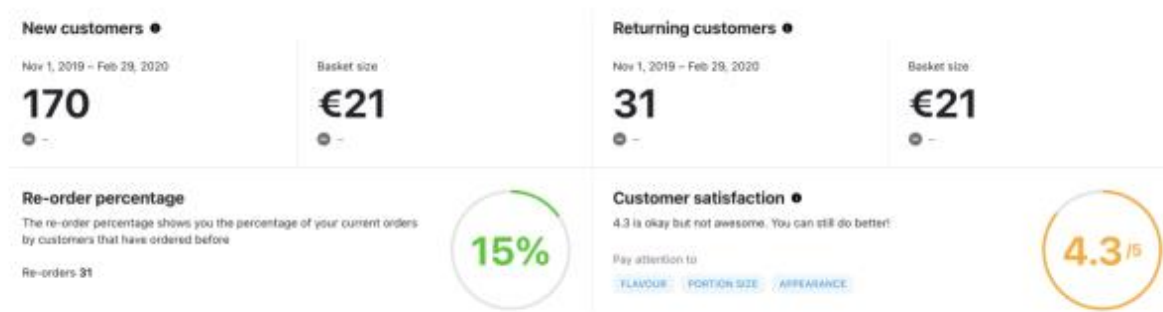 New customers
Nov 1, 2019 – Feb 29, 2020
170
–
Basket size
€21
–
Returning customers
Nov 1, 2019 – Feb 29, 2020
31
–
Basket size
€21
–
Re-order percentage
The re-order percentage shows you the percentage of your current orders
by customers that have ordered before
Re-orders 31
15%
Customer satisfaction
4.3 is okay but not awesome. You can still do better!
Pay attention to
FLAVOUR PORTION SIZE APPEARANCE
4.3/5